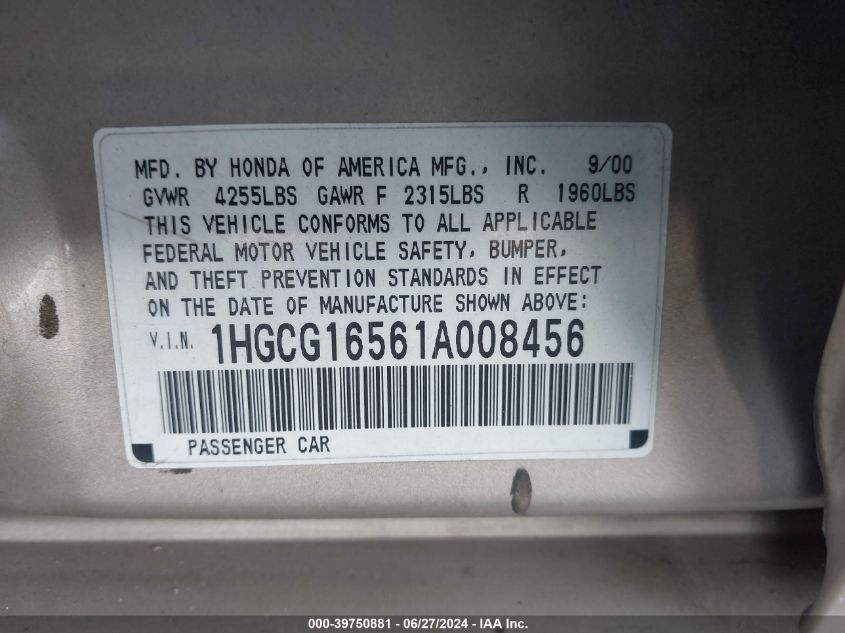 MFD. BY HONDA OF AMERICA MFG., INC. 9/00
GVWR 4255LBS GAWR F 2315LBS R 1960LBS
THIS VEHICLE CONFORMS TO ALL APPLICABLE
FEDERAL MOTOR VEHICLE SAFETY, BUMPER,
AND THEFT PREVENTION STANDARDS IN EFFECT
ON THE DATE OF MANUFACTURE SHOWN ABOVE:
V.I.N. 1HGCG16561A008456
PASSENGER CAR
000-39750881 - 06/27/2024 - IAA Inc.